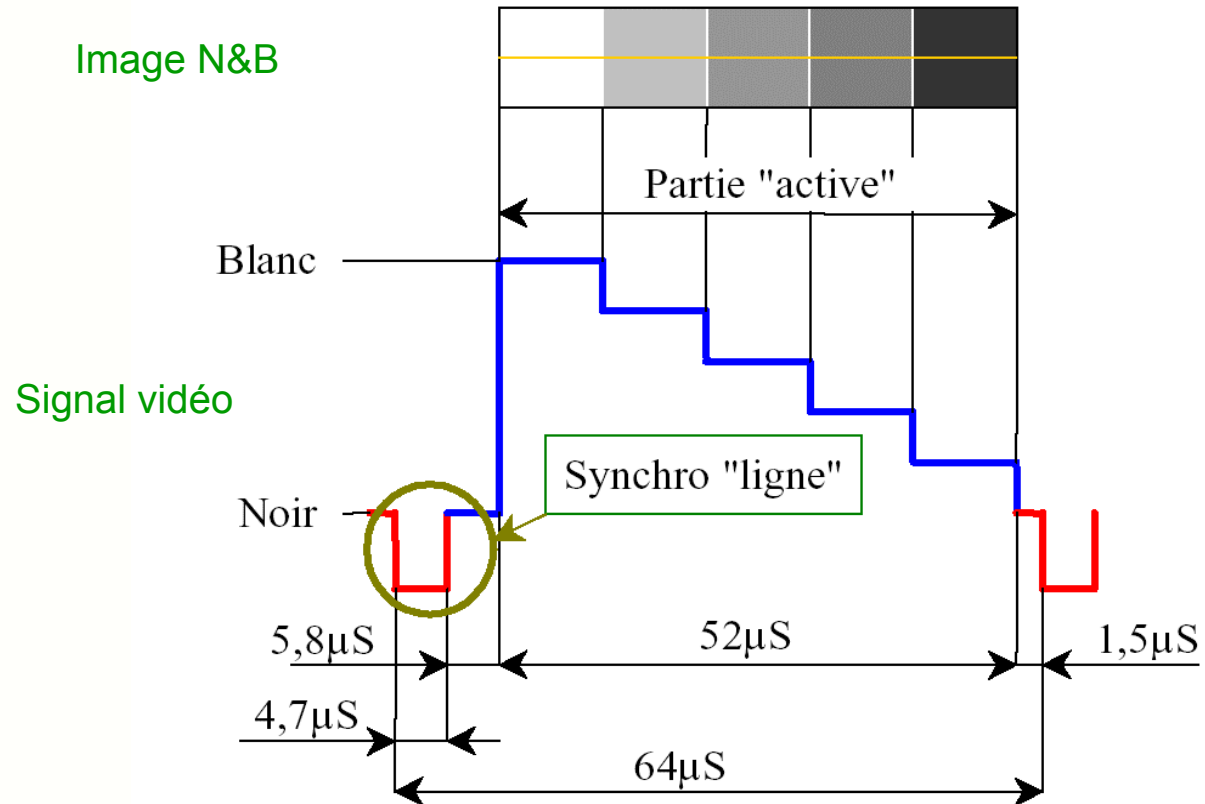 Image N&B
Partie "active"
Blanc
Signal vidéo
Synchro "ligne"
Noir
5,8µS
52µS
1,5µS
4,7µS
64µS